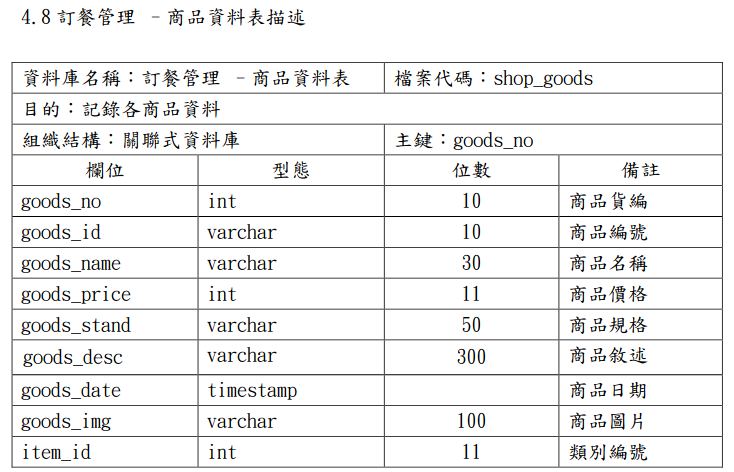 4.8 訂餐管理 –商品資料表描述
資料庫名稱：訂餐管理 –商品資料表 檔案代碼：shop_goods
目的：記錄各商品資料
組織結構：關聯式資料庫 主鍵：goods_no
欄位 型態 位數 備註
goods_no int 10 商品貨編
goods_id varchar 10 商品編號
goods_name varchar 30 商品名稱
goods_price int 11 商品價格
goods_stand varchar 50 商品規格
goods_desc varchar 300 商品敘述
goods_date timestamp 商品日期
goods_img varchar 100 商品圖片
item_id int 11 類別編號